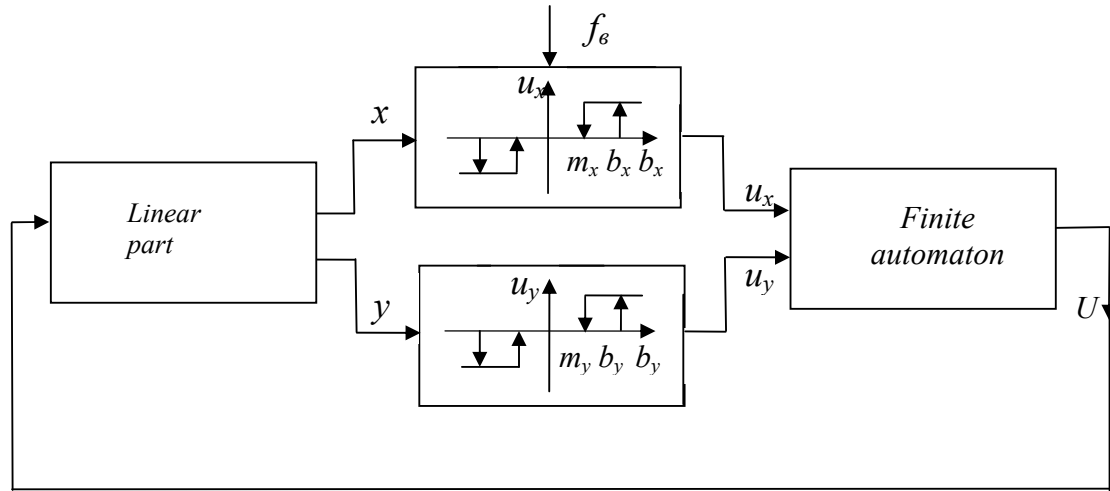 f_в
u_x
x
m_x b_x b_x
Linear
part
u_x
Finite
automaton
u_y
u_y
y
m_y b_y b_y
U